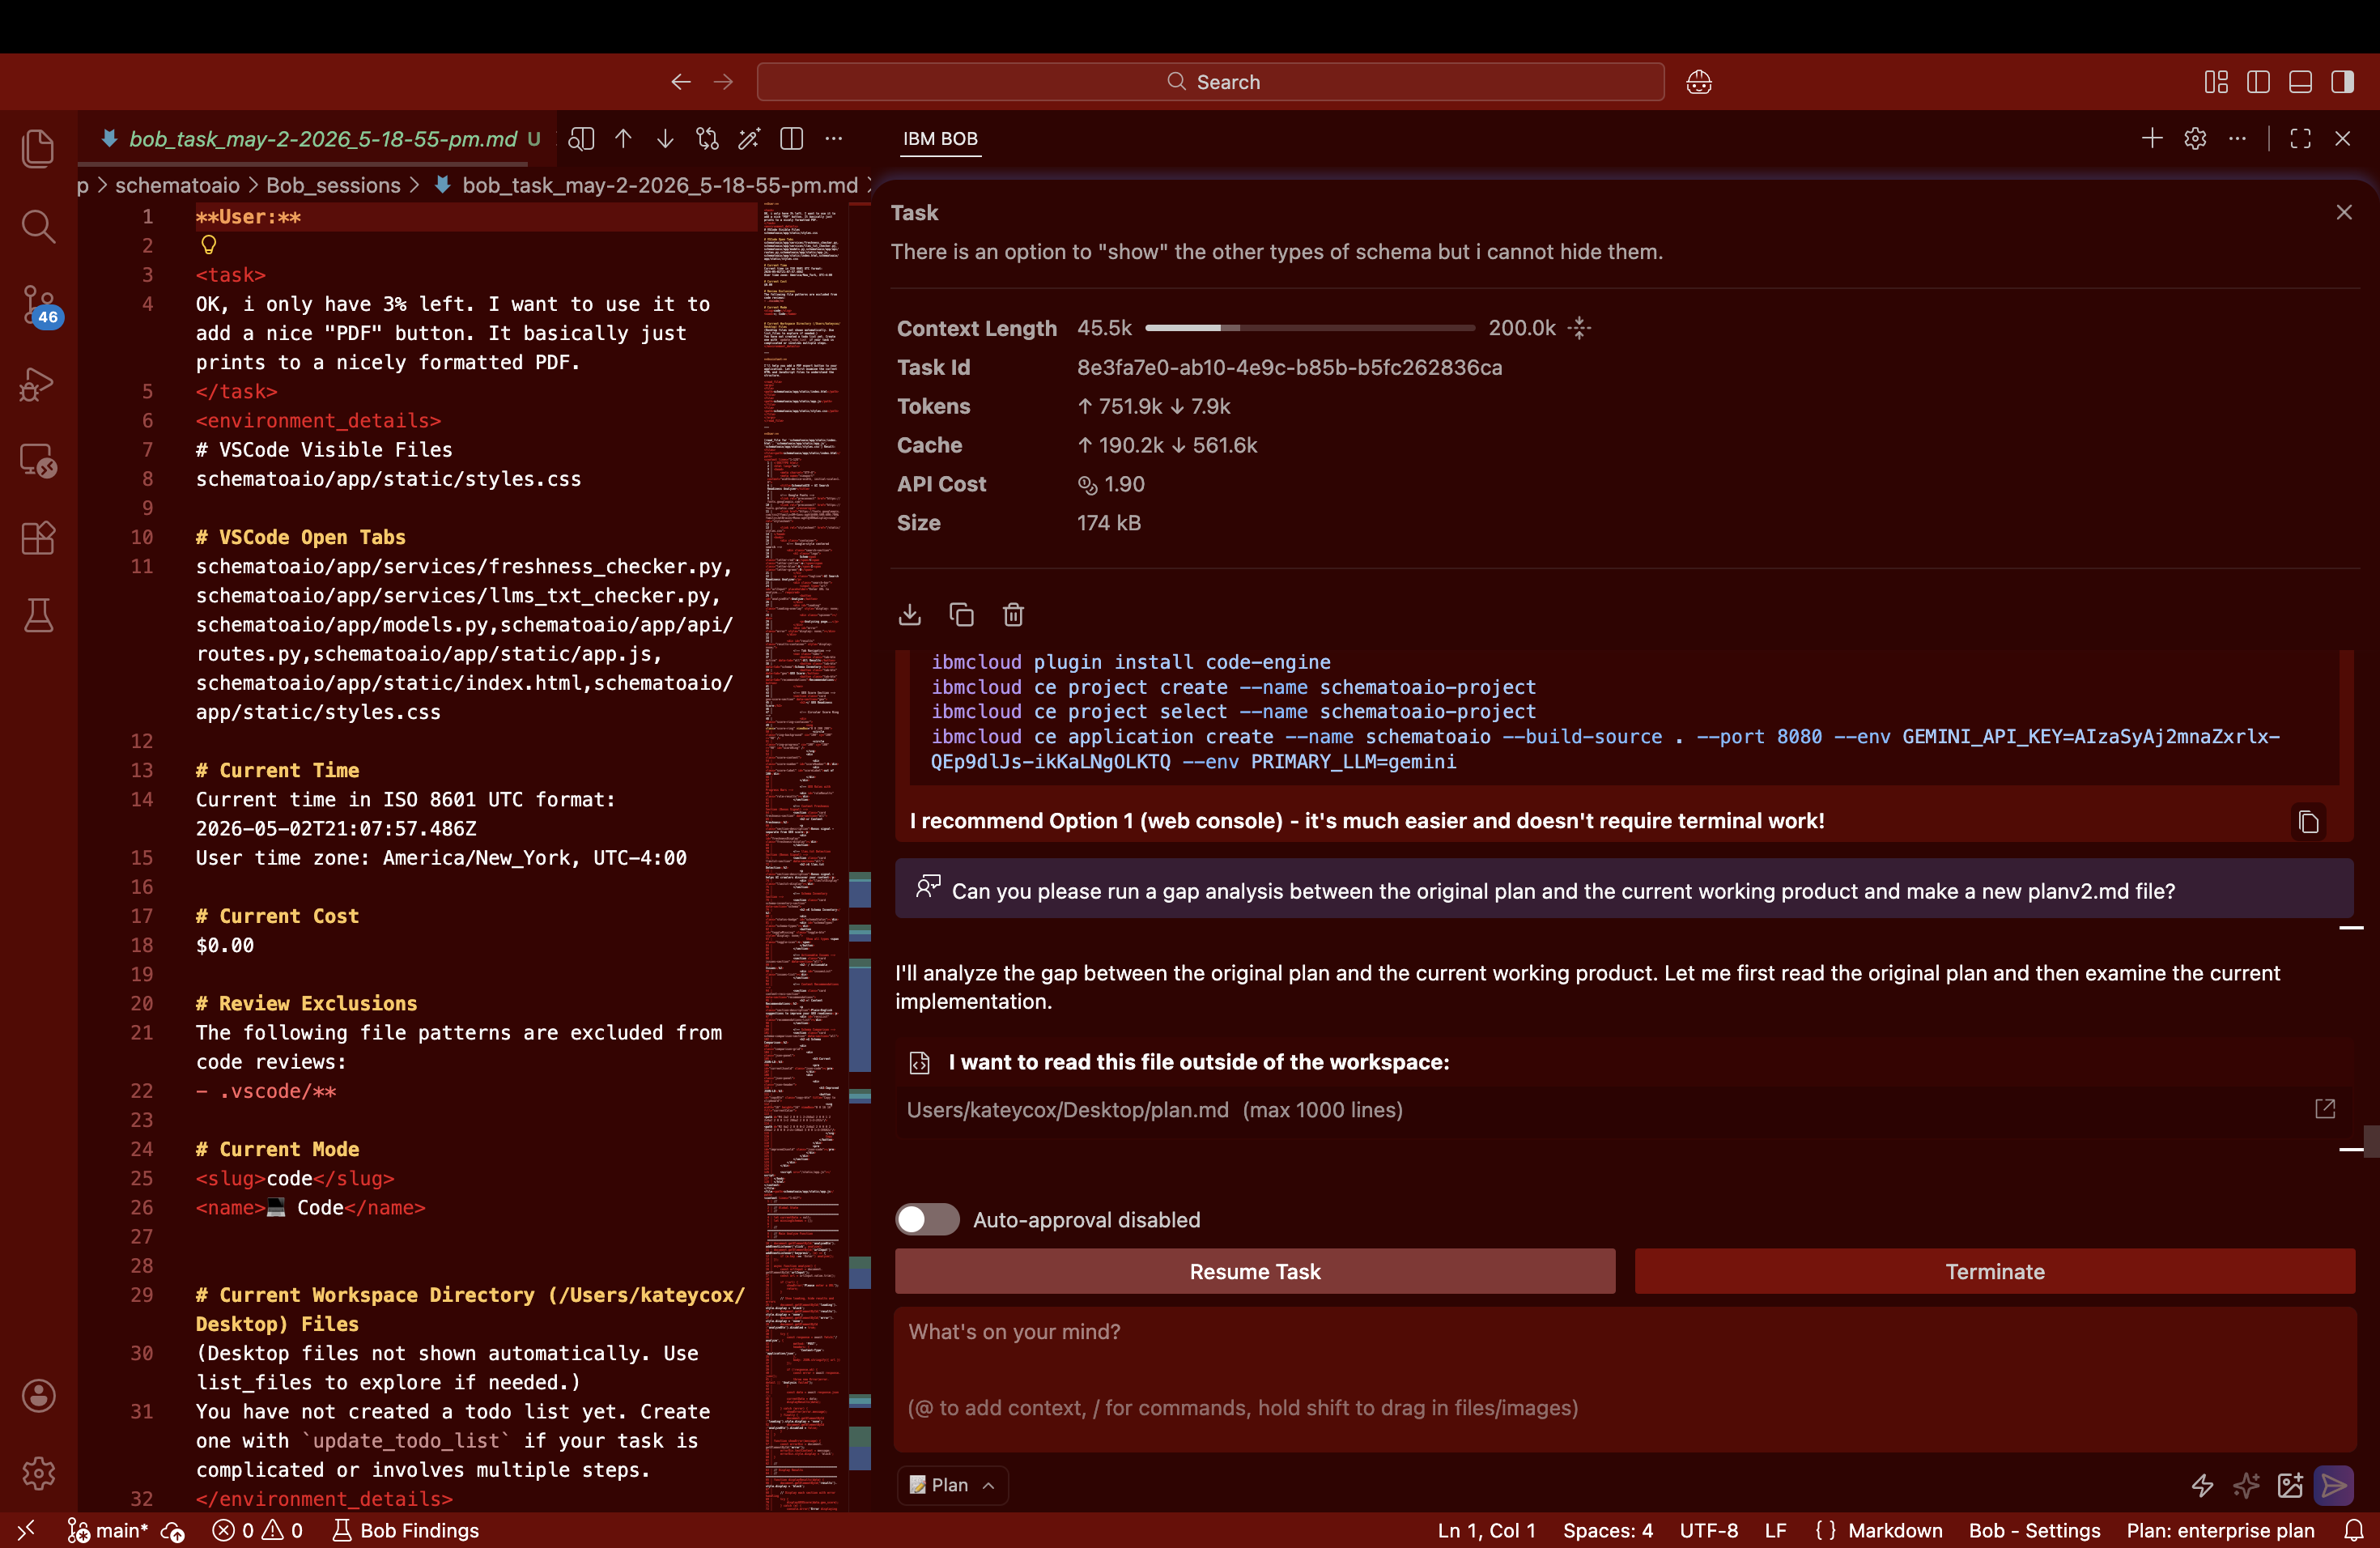 Search
bob_task_may-2-2026_5-18-55-pm.md U
IBM BOB
p > schematoaio > Bob_sessions > bob_task_may-2-2026_5-18-55-pm.md >
46
1 **User:**
2
3 <task>
4 OK, i only have 3% left. I want to use it to
add a nice "PDF" button. It basically just
prints to a nicely formatted PDF.
5 </task>
6 <environment_details>
7 # VSCode Visible Files
8 schematoaio/app/static/styles.css
9
10 # VSCode Open Tabs
11 schematoaio/app/services/freshness_checker.py,
schematoaio/app/services/llms_txt_checker.py,
schematoaio/app/models.py,schematoaio/app/api/
routes.py,schematoaio/app/static/app.js,
schematoaio/app/static/index.html,schematoaio/
app/static/styles.css
12
13 # Current Time
14 Current time in ISO 8601 UTC format:
2026-05-02T21:07:57.486Z
15 User time zone: America/New_York, UTC-4:00
16
17 # Current Cost
18 $0.00
19
20 # Review Exclusions
21 The following file patterns are excluded from
code reviews:
22 - .vscode/**
23
24 # Current Mode
25 <slug>code</slug>
26 <name>💻 Code</name>
27
28
29 # Current Workspace Directory (/Users/kateycox/
Desktop) Files
30 (Desktop files not shown automatically. Use
list_files to explore if needed.)
31 You have not created a todo list yet. Create
one with `update_todo_list` if your task is
complicated or involves multiple steps.
32 </environment_details>
Task
There is an option to "show" the other types of schema but i cannot hide them.
Context Length 45.5k 200.0k
Task Id 8e3fa7e0-ab10-4e9c-b85b-b5fc262836ca
Tokens ↑ 751.9k ↓ 7.9k
Cache ↑ 190.2k ↓ 561.6k
API Cost 1.90
Size 174 kB
ibmcloud plugin install code-engine
ibmcloud ce project create --name schematoaio-project
ibmcloud ce project select --name schematoaio-project
ibmcloud ce application create --name schematoaio --build-source . --port 8080 --env GEMINI_API_KEY=AIzaSyAj2mnaZxrlx-
QEp9dlJs-ikKaLNgOLKTQ --env PRIMARY_LLM=gemini
I recommend Option 1 (web console) - it's much easier and doesn't require terminal work!
Can you please run a gap analysis between the original plan and the current working product and make a new planv2.md file?
I'll analyze the gap between the original plan and the current working product. Let me first read the original plan and then examine the current
implementation.
I want to read this file outside of the workspace:
Users/kateycox/Desktop/plan.md (max 1000 lines)
Auto-approval disabled
Resume Task
Terminate
What's on your mind?
(@ to add context, / for commands, hold shift to drag in files/images)
Plan
main* 0 0 Bob Findings Ln 1, Col 1 Spaces: 4 UTF-8 LF { } Markdown Bob - Settings Plan: enterprise plan